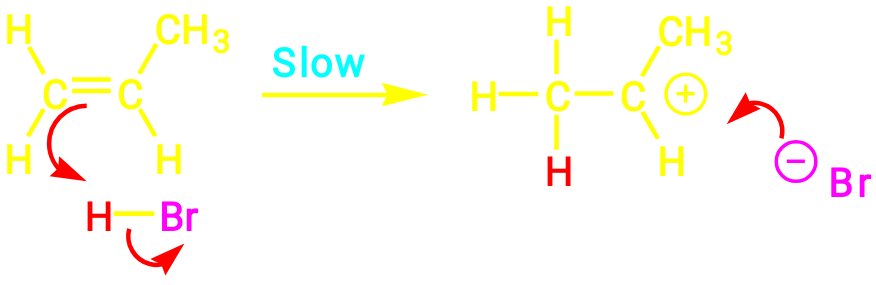 H CH3 H CH3
Slow
C C H C C +
H H H H
H Br - Br